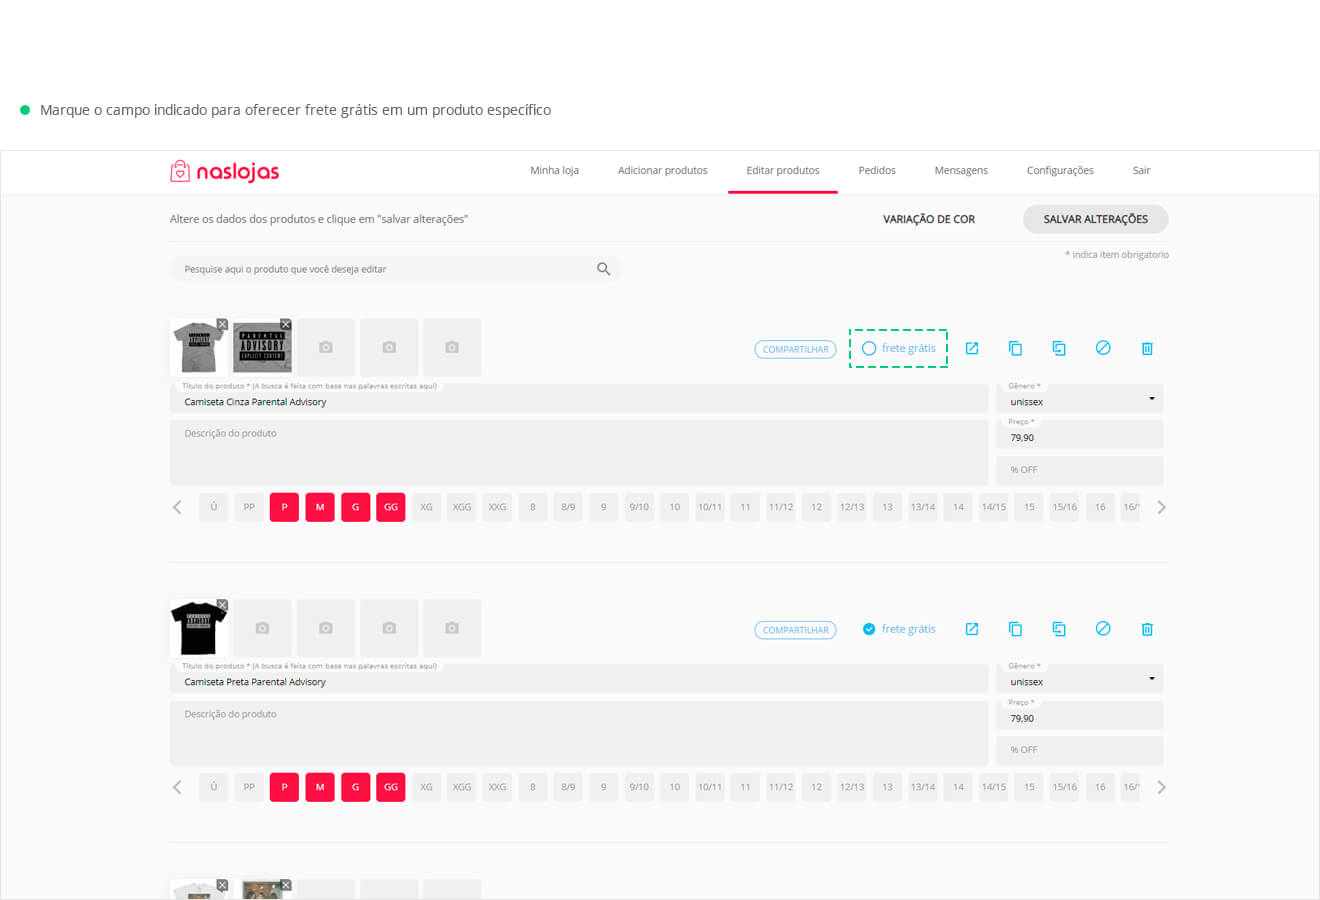 Marque o campo indicado para oferecer frete grátis em um produto específico
naslojas
Minha loja Adicionar produtos Editar produtos Pedidos Mensagens Configurações Sair
Altere os dados dos produtos e clique em "salvar alterações"
VARIAÇÃO DE COR
SALVAR ALTERAÇÕES
* indica item obrigatorio
Pesquise aqui o produto que você deseja editar
PARENTAL
ADVISORY
EXPLICIT CONTENT
COMPARTILHAR
frete grátis
Título do produto * (A busca é feita com base nas palavras escritas aqui)
Camiseta Cinza Parental Advisory
Gênero *
unissex
Descrição do produto
Preço *
79,90
% OFF
Ú PP P M G GG XG XGG XXG 8 8/9 9 9/10 10 10/11 11 11/12 12 12/13 13 13/14 14 14/15 15 15/16 16 16/
COMPARTILHAR
frete grátis
Título do produto * (A busca é feita com base nas palavras escritas aqui)
Camiseta Preta Parental Advisory
Gênero *
unissex
Descrição do produto
Preço *
79,90
% OFF
Ú PP P M G GG XG XGG XXG 8 8/9 9 9/10 10 10/11 11 11/12 12 12/13 13 13/14 14 14/15 15 15/16 16 16/